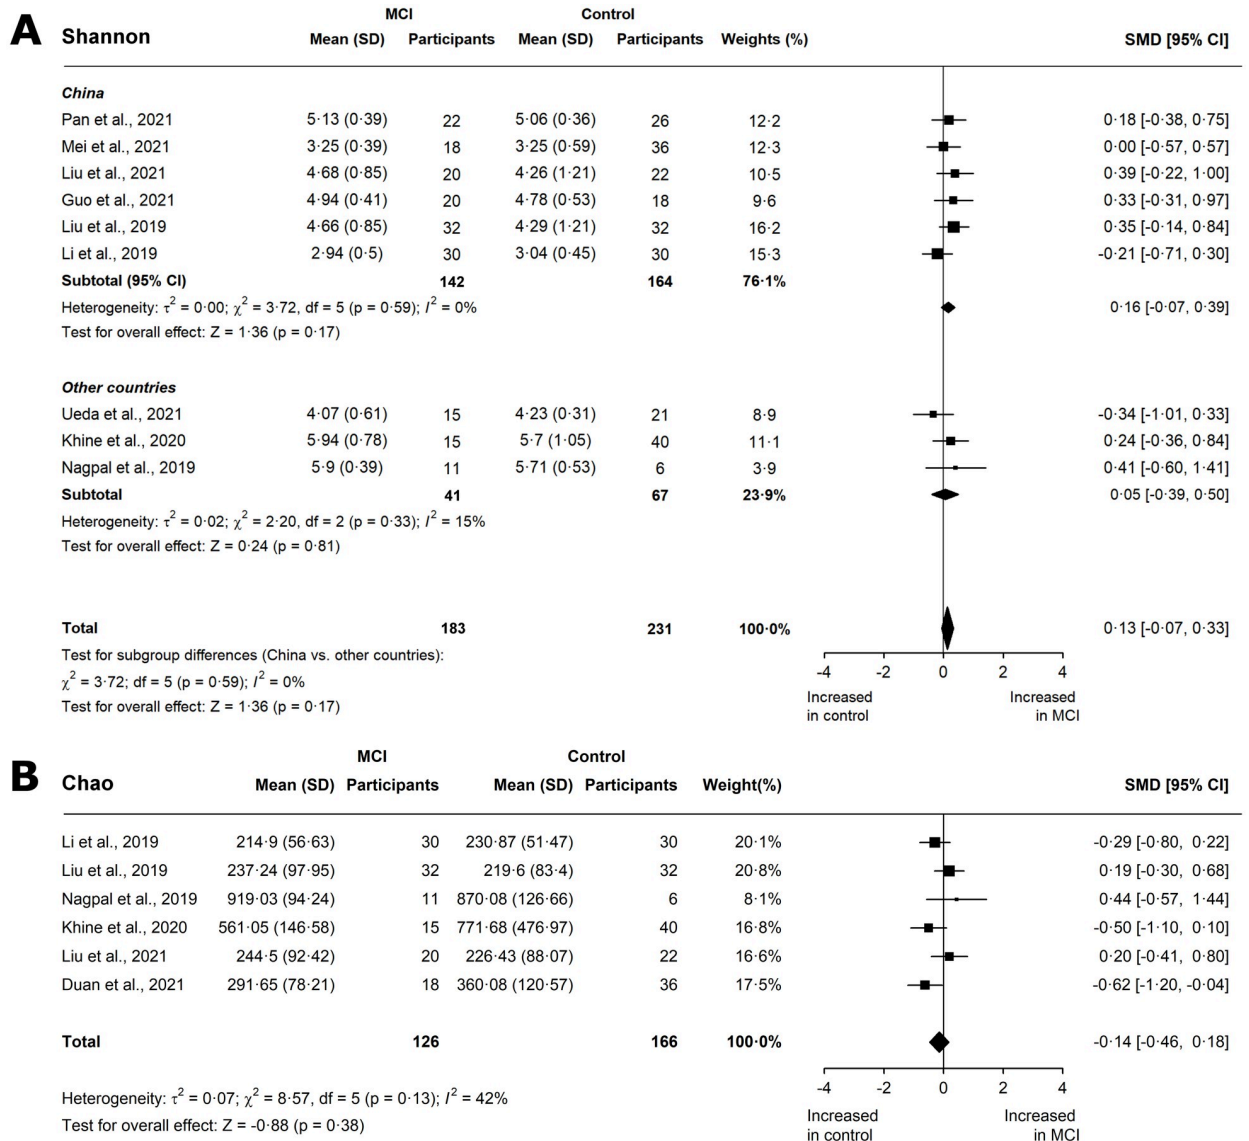 A
MCI Control
Shannon Mean (SD) Participants Mean (SD) Participants Weights (%) SMD [95% CI]
China
Pan et al., 2021 5·13 (0·39) 22 5·06 (0·36) 26 12·2 0·18 [-0·38, 0·75]
Mei et al., 2021 3·25 (0·39) 18 3·25 (0·59) 36 12·3 0·00 [-0·57, 0·57]
Liu et al., 2021 4·68 (0·85) 20 4·26 (1·21) 22 10·5 0·39 [-0·22, 1·00]
Guo et al., 2021 4·94 (0·41) 20 4·78 (0·53) 18 9·6 0·33 [-0·31, 0·97]
Liu et al., 2019 4·66 (0·85) 32 4·29 (1·21) 32 16·2 0·35 [-0·14, 0·84]
Li et al., 2019 2·94 (0·5) 30 3·04 (0·45) 30 15·3 -0·21 [-0·71, 0·30]
Subtotal (95% CI) 142 164 76·1%
Heterogeneity: τ² = 0·00; χ² = 3·72, df = 5 (p = 0·59); I² = 0% 0·16 [-0·07, 0·39]
Test for overall effect: Z = 1·36 (p = 0·17)
Other countries
Ueda et al., 2021 4·07 (0·61) 15 4·23 (0·31) 21 8·9 -0·34 [-1·01, 0·33]
Khine et al., 2020 5·94 (0·78) 15 5·7 (1·05) 40 11·1 0·24 [-0·36, 0·84]
Nagpal et al., 2019 5·9 (0·39) 11 5·71 (0·53) 6 3·9 0·41 [-0·60, 1·41]
Subtotal 41 67 23·9% 0·05 [-0·39, 0·50]
Heterogeneity: τ² = 0·02; χ² = 2·20, df = 2 (p = 0·33); I² = 15%
Test for overall effect: Z = 0·24 (p = 0·81)
Total 183 231 100·0% 0·13 [-0·07, 0·33]
Test for subgroup differences (China vs. other countries):
χ² = 3·72; df = 5 (p = 0·59); I² = 0%
Test for overall effect: Z = 1·36 (p = 0·17)
-4 -2 0 2 4
Increased Increased
in control in MCI
B
MCI Control
Chao Mean (SD) Participants Mean (SD) Participants Weight(%) SMD [95% CI]
Li et al., 2019 214·9 (56·63) 30 230·87 (51·47) 30 20·1% -0·29 [-0·80, 0·22]
Liu et al., 2019 237·24 (97·95) 32 219·6 (83·4) 32 20·8% 0·19 [-0·30, 0·68]
Nagpal et al., 2019 919·03 (94·24) 11 870·08 (126·66) 6 8·1% 0·44 [-0·57, 1·44]
Khine et al., 2020 561·05 (146·58) 15 771·68 (476·97) 40 16·8% -0·50 [-1·10, 0·10]
Liu et al., 2021 244·5 (92·42) 20 226·43 (88·07) 22 16·6% 0·20 [-0·41, 0·80]
Duan et al., 2021 291·65 (78·21) 18 360·08 (120·57) 36 17·5% -0·62 [-1·20, -0·04]
Total 126 166 100·0% -0·14 [-0·46, 0·18]
Heterogeneity: τ² = 0·07; χ² = 8·57, df = 5 (p = 0·13); I² = 42%
Test for overall effect: Z = -0·88 (p = 0·38)
-4 -2 0 2 4
Increased Increased
in control in MCI